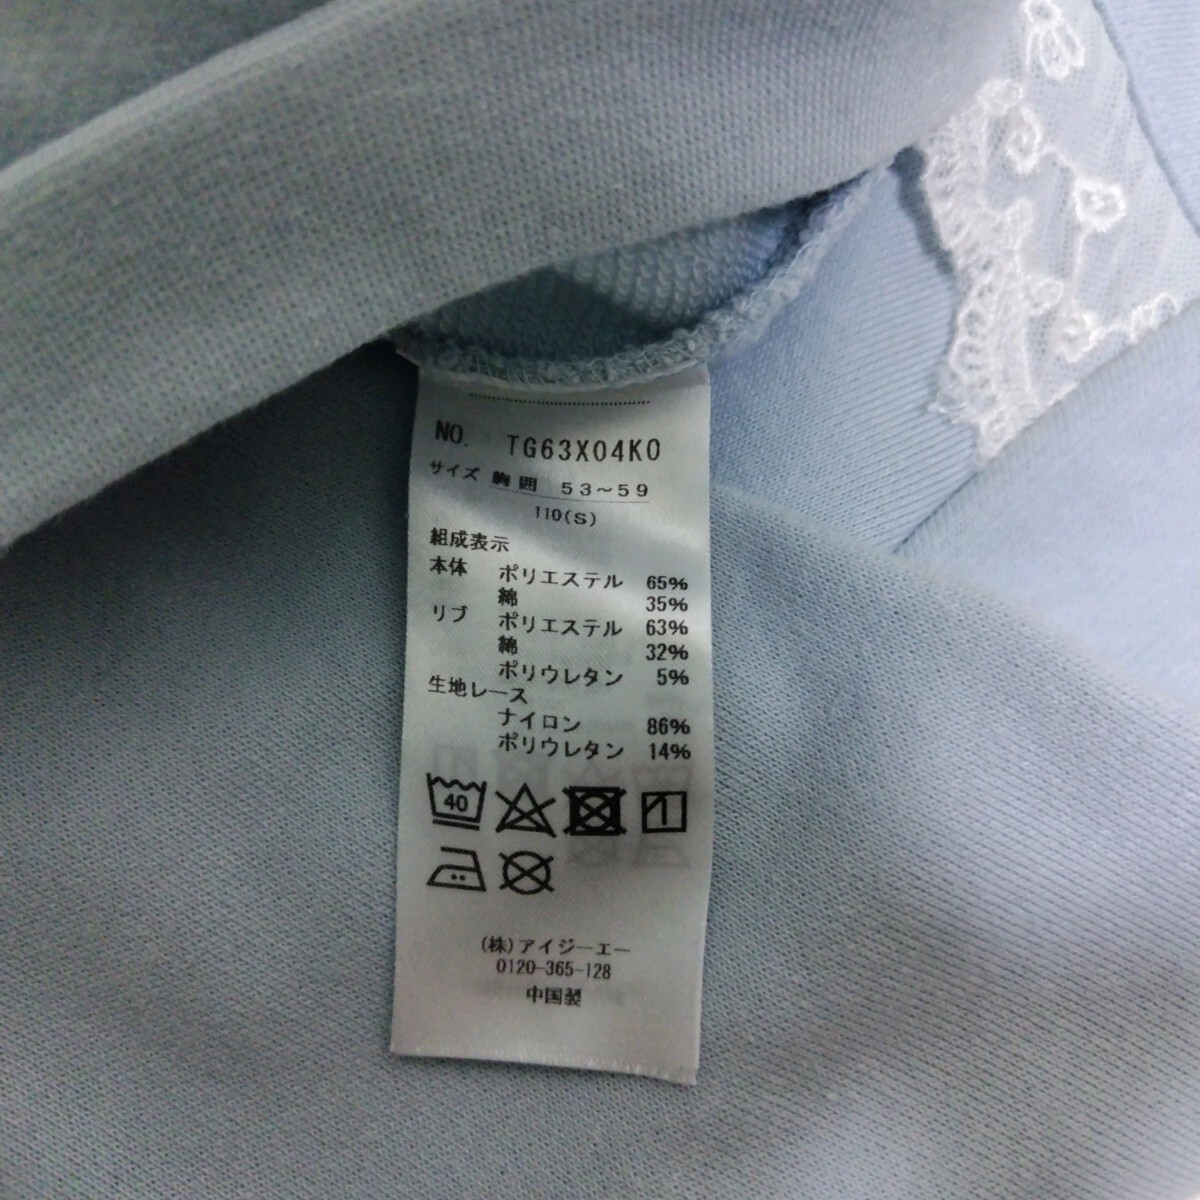 NO. TG63X04K0
サイズ 胸囲 53~59
110(S)
組成表示
本体 ポリエステル 65%
綿 35%
リブ ポリエステル 63%
綿 32%
ポリウレタン 5%
生地レース
ナイロン 86%
ポリウレタン 14%
40
(株)アイジーエー
0120-365-128
中国製